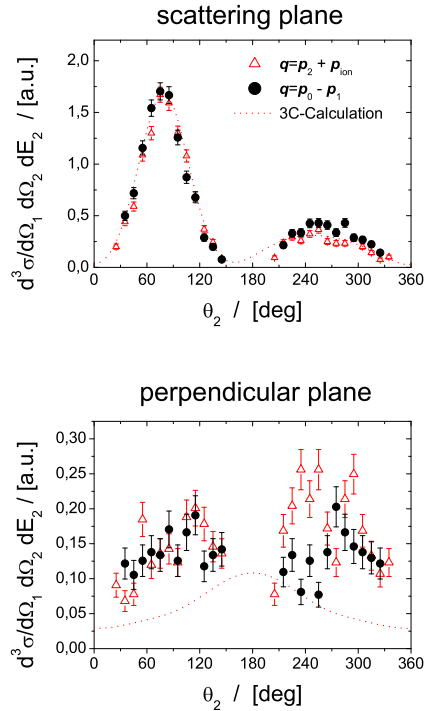 scattering plane
d³σ/dΩ₁ dΩ₂ dE₂ / [a.u.]
2,0
1,5
1,0
0,5
0,0
q=p₂ + p_ion
q=p₀ - p₁
3C-Calculation
0 60 120 180 240 300 360
θ₂ / [deg]
perpendicular plane
d³σ/dΩ₁ dΩ₂ dE₂ / [a.u.]
0,35
0,30
0,25
0,20
0,15
0,10
0,05
0,00
0 60 120 180 240 300 360
θ₂ / [deg]